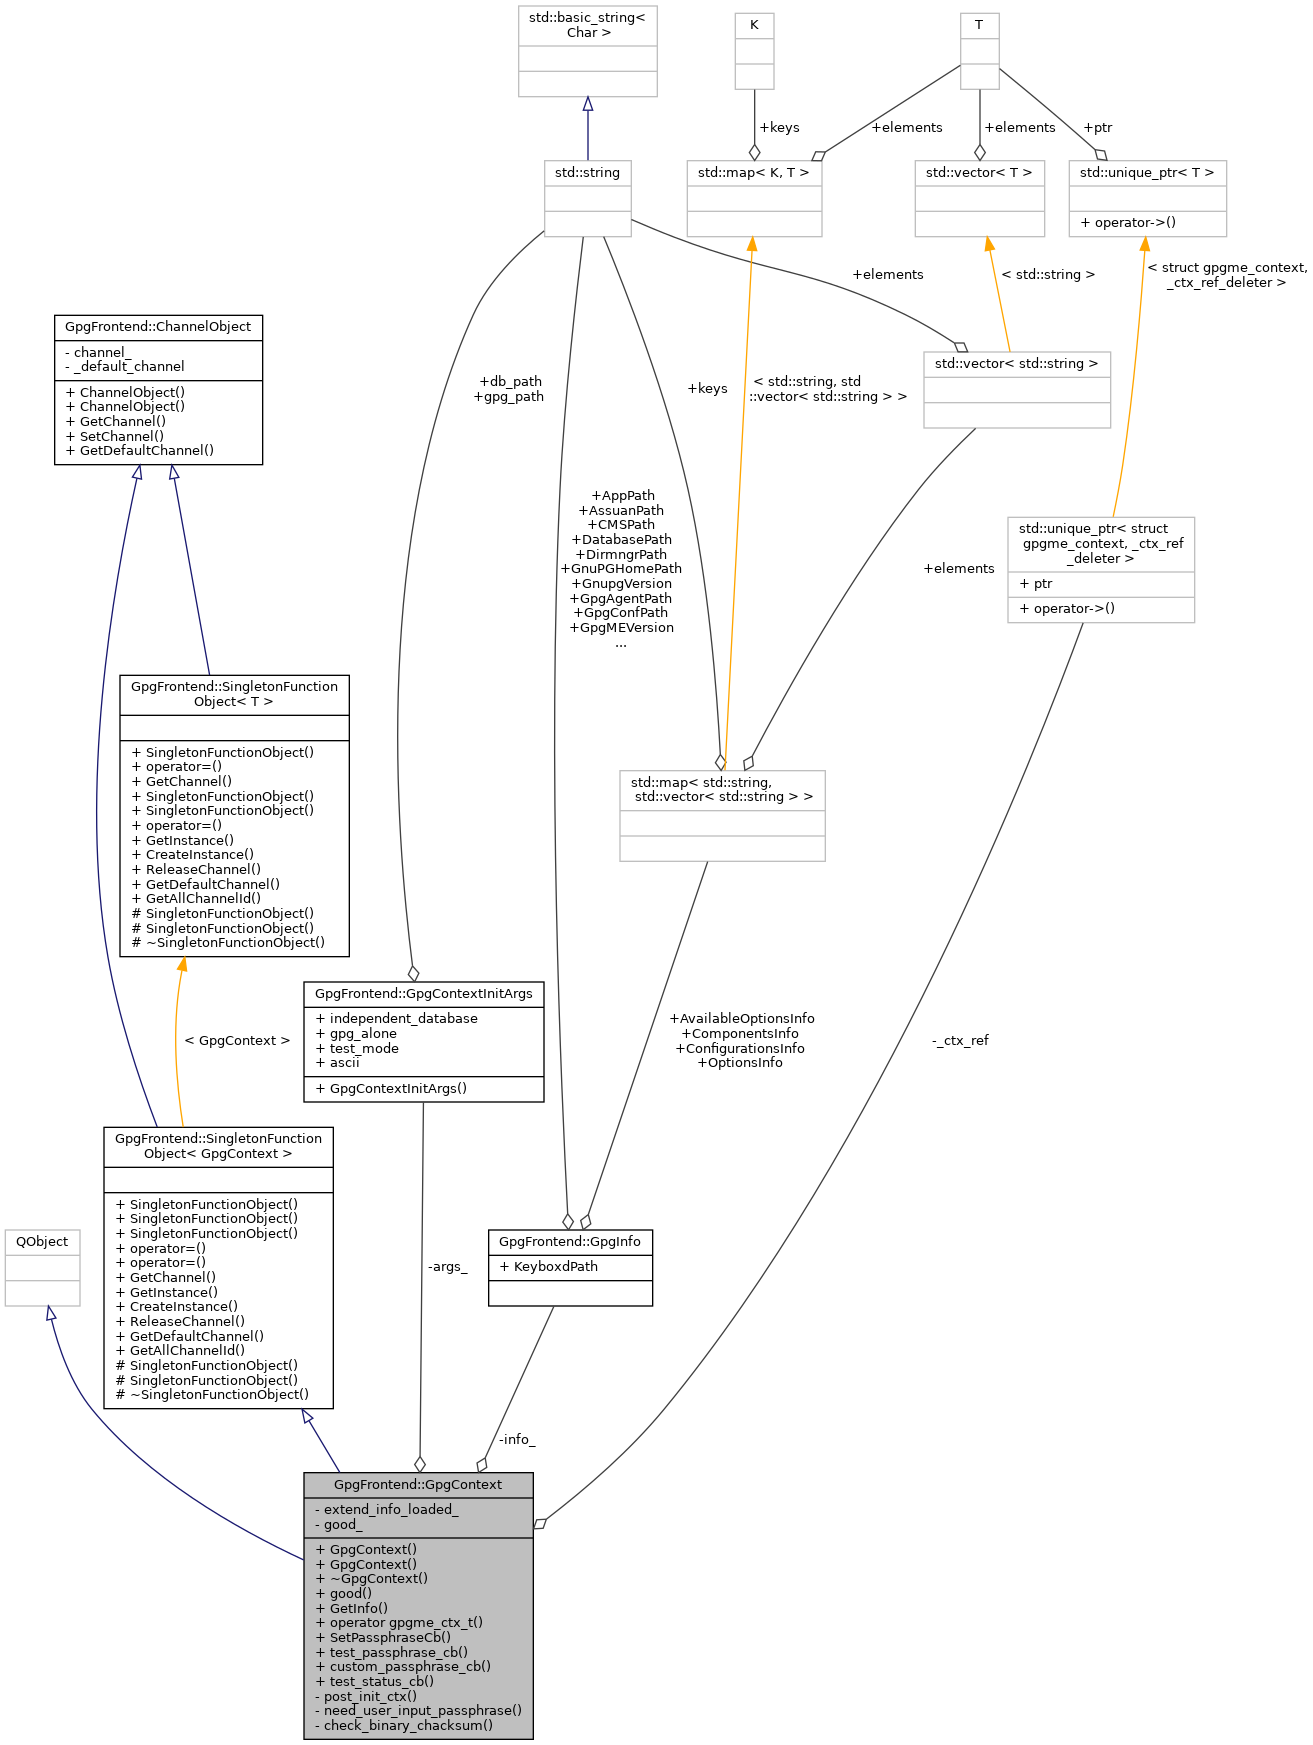 std::basic_string<
Char >
K
T
+keys
+elements
+elements
+ptr
std::string
std::map< K, T >
std::vector< T >
std::unique_ptr< T >
+ operator->()
+elements
< std::string >
< struct gpgme_context,
_ctx_ref_deleter >
GpgFrontend::ChannelObject
- channel_
- _default_channel
+ ChannelObject()
+ ChannelObject()
+ GetChannel()
+ SetChannel()
+ GetDefaultChannel()
std::vector< std::string >
+db_path
+gpg_path
+keys
< std::string, std
::vector< std::string > >
+AppPath
+AssuanPath
+CMSPath
+DatabasePath
+DirmngrPath
+GnuPGHomePath
+GnupgVersion
+GpgAgentPath
+GpgConfPath
+GpgMEVersion
...
+elements
std::unique_ptr< struct
gpgme_context, _ctx_ref
_deleter >
+ ptr
+ operator->()
GpgFrontend::SingletonFunction
Object< T >
+ SingletonFunctionObject()
+ operator=()
+ GetChannel()
+ SingletonFunctionObject()
+ SingletonFunctionObject()
+ operator=()
+ GetInstance()
+ CreateInstance()
+ ReleaseChannel()
+ GetDefaultChannel()
+ GetAllChannelId()
# SingletonFunctionObject()
# SingletonFunctionObject()
# ~SingletonFunctionObject()
std::map< std::string,
std::vector< std::string > >
< GpgContext >
GpgFrontend::GpgContextInitArgs
+ independent_database
+ gpg_alone
+ test_mode
+ ascii
+ GpgContextInitArgs()
+AvailableOptionsInfo
+ComponentsInfo
+ConfigurationsInfo
+OptionsInfo
-_ctx_ref
GpgFrontend::SingletonFunction
Object< GpgContext >
+ SingletonFunctionObject()
+ SingletonFunctionObject()
+ SingletonFunctionObject()
+ operator=()
+ operator=()
+ GetChannel()
+ GetInstance()
+ CreateInstance()
+ ReleaseChannel()
+ GetDefaultChannel()
+ GetAllChannelId()
# SingletonFunctionObject()
# SingletonFunctionObject()
# ~SingletonFunctionObject()
QObject
-args_
GpgFrontend::GpgInfo
+ KeyboxdPath
-info_
GpgFrontend::GpgContext
- extend_info_loaded_
- good_
+ GpgContext()
+ GpgContext()
+ ~GpgContext()
+ good()
+ GetInfo()
+ operator gpgme_ctx_t()
+ SetPassphraseCb()
+ test_passphrase_cb()
+ custom_passphrase_cb()
+ test_status_cb()
- post_init_ctx()
- need_user_input_passphrase()
- check_binary_chacksum()